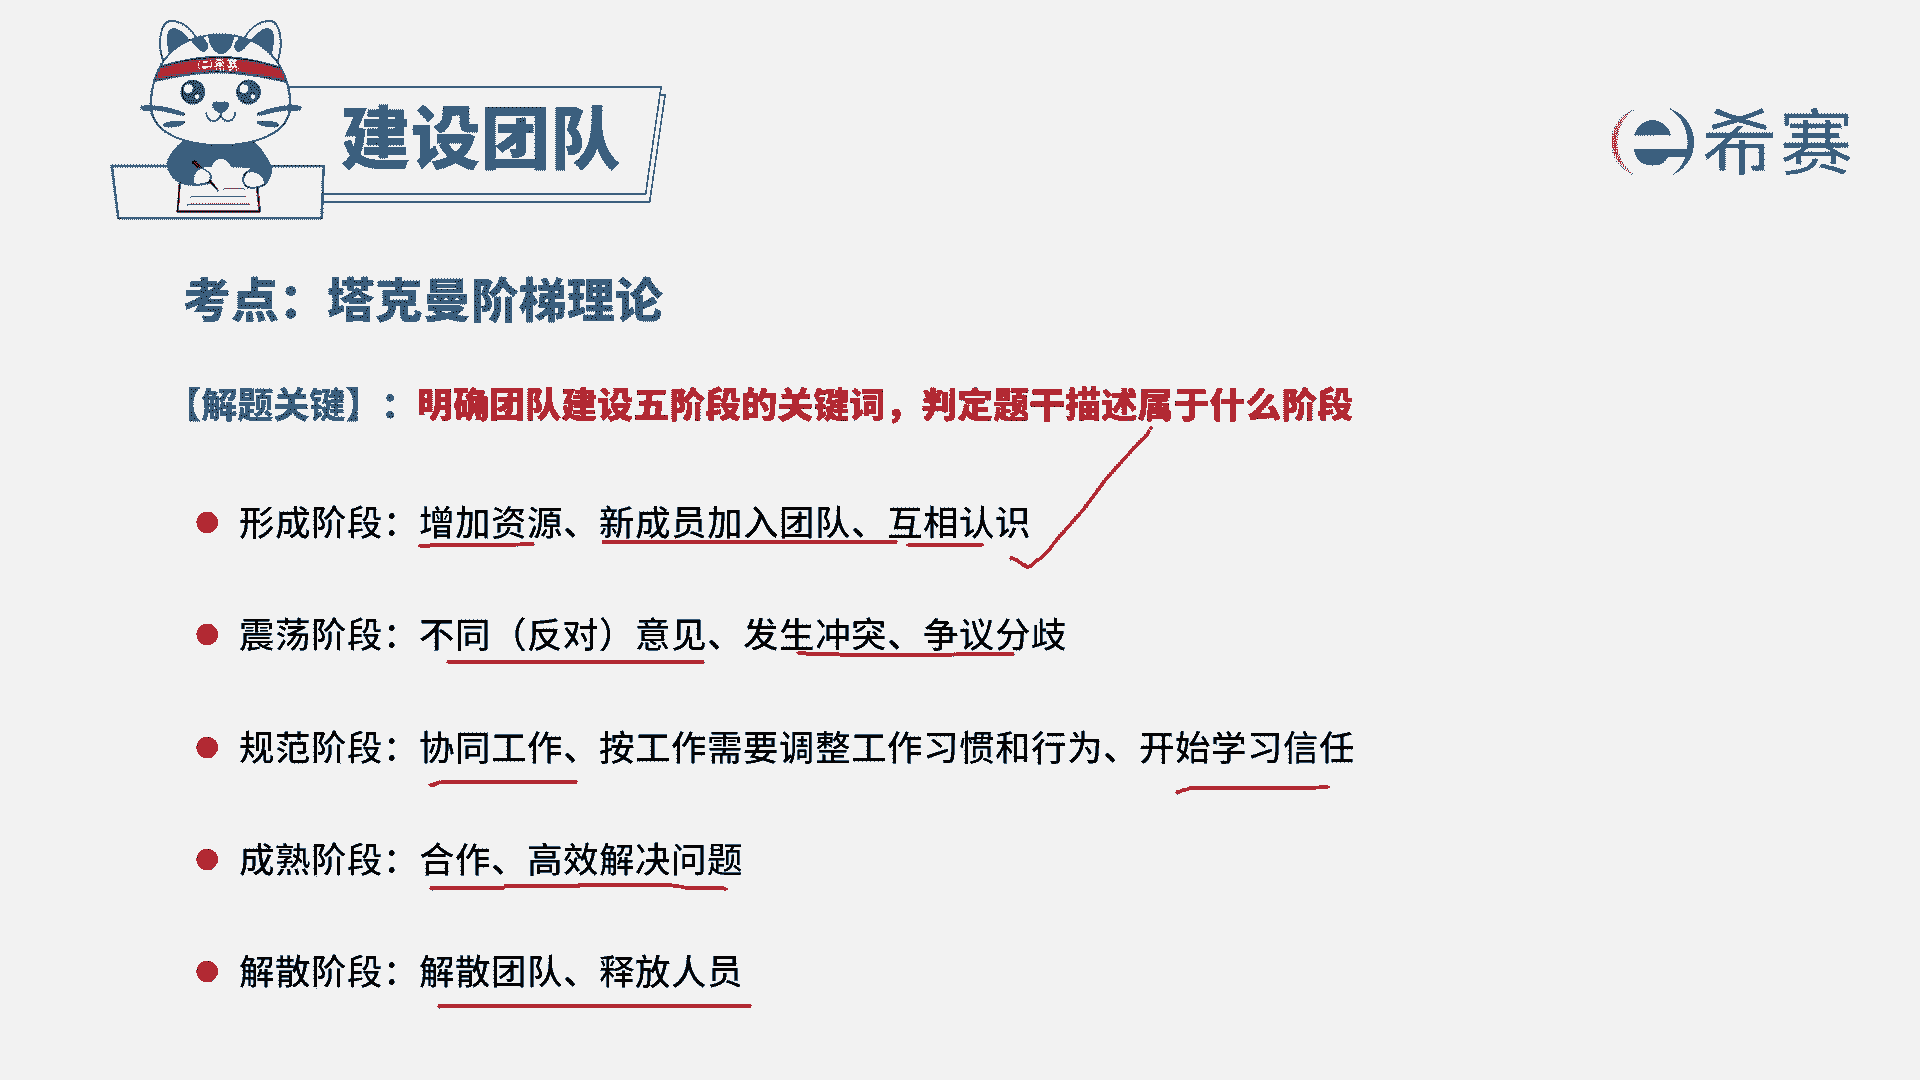 e希赛
建设团队
e希赛
考点：塔克曼阶梯理论
【解题关键】：明确团队建设五阶段的关键词，判定题干描述属于什么阶段
形成阶段：增加资源、新成员加入团队、互相认识
震荡阶段：不同（反对）意见、发生冲突、争议分歧
规范阶段：协同工作、按工作需要调整工作习惯和行为、开始学习信任
成熟阶段：合作、高效解决问题
解散阶段：解散团队、释放人员